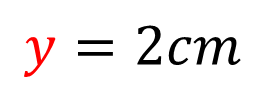 y = 2cm